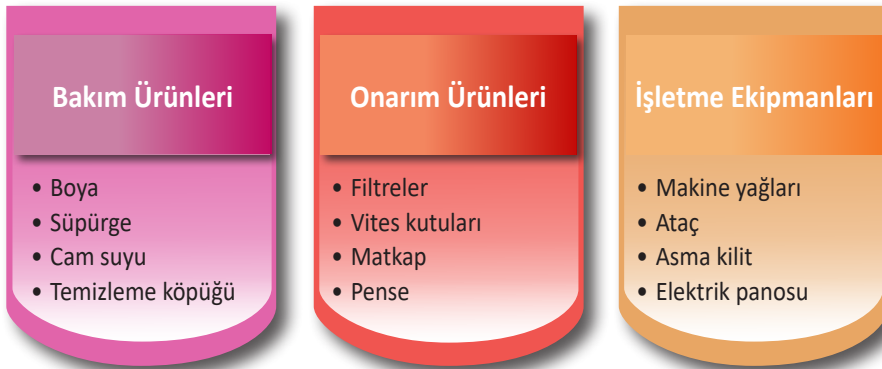 Bakım Ürünleri
• Boya
• Süpürge
• Cam suyu
• Temizleme köpüğü
Onarım Ürünleri
• Filtreler
• Vites kutuları
• Matkap
• Pense
İşletme Ekipmanları
• Makine yağları
• Ataç
• Asma kilit
• Elektrik panosu